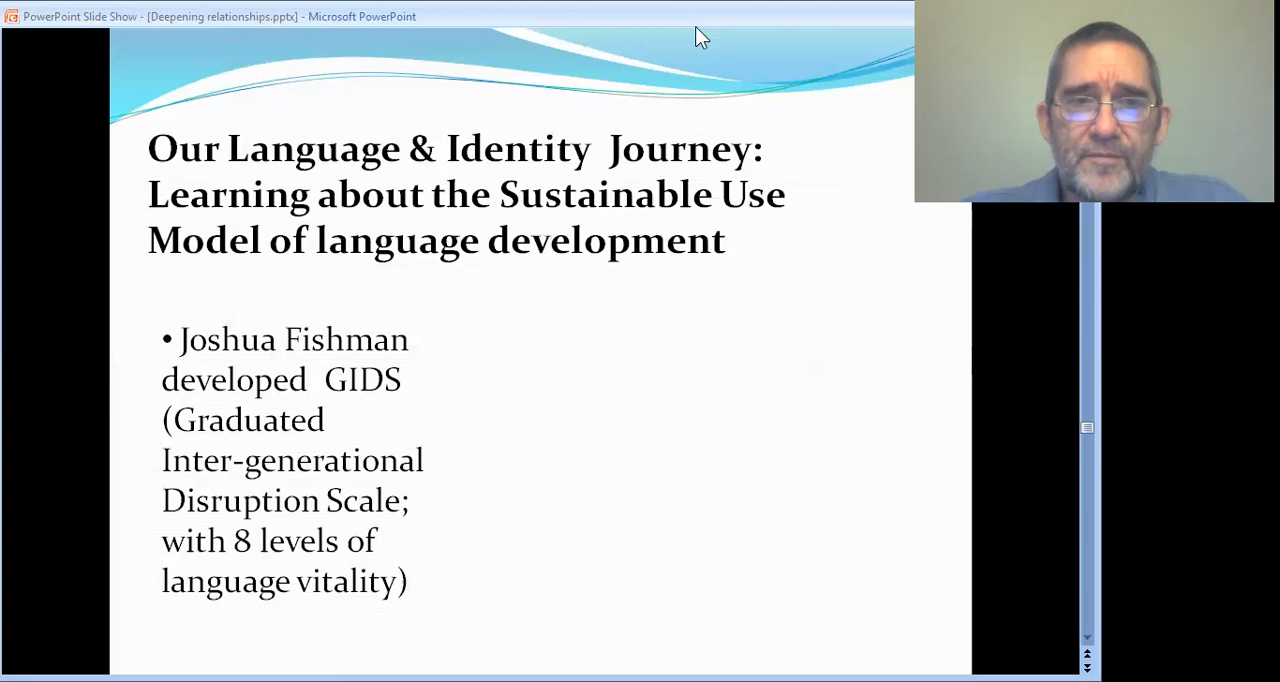 PowerPoint Slide Show - [Deepening relationships.pptx] - Microsoft PowerPoint
Our Language & Identity Journey:
Learning about the Sustainable Use
Model of language development
• Joshua Fishman
developed GIDS
(Graduated
Inter-generational
Disruption Scale;
with 8 levels of
language vitality)